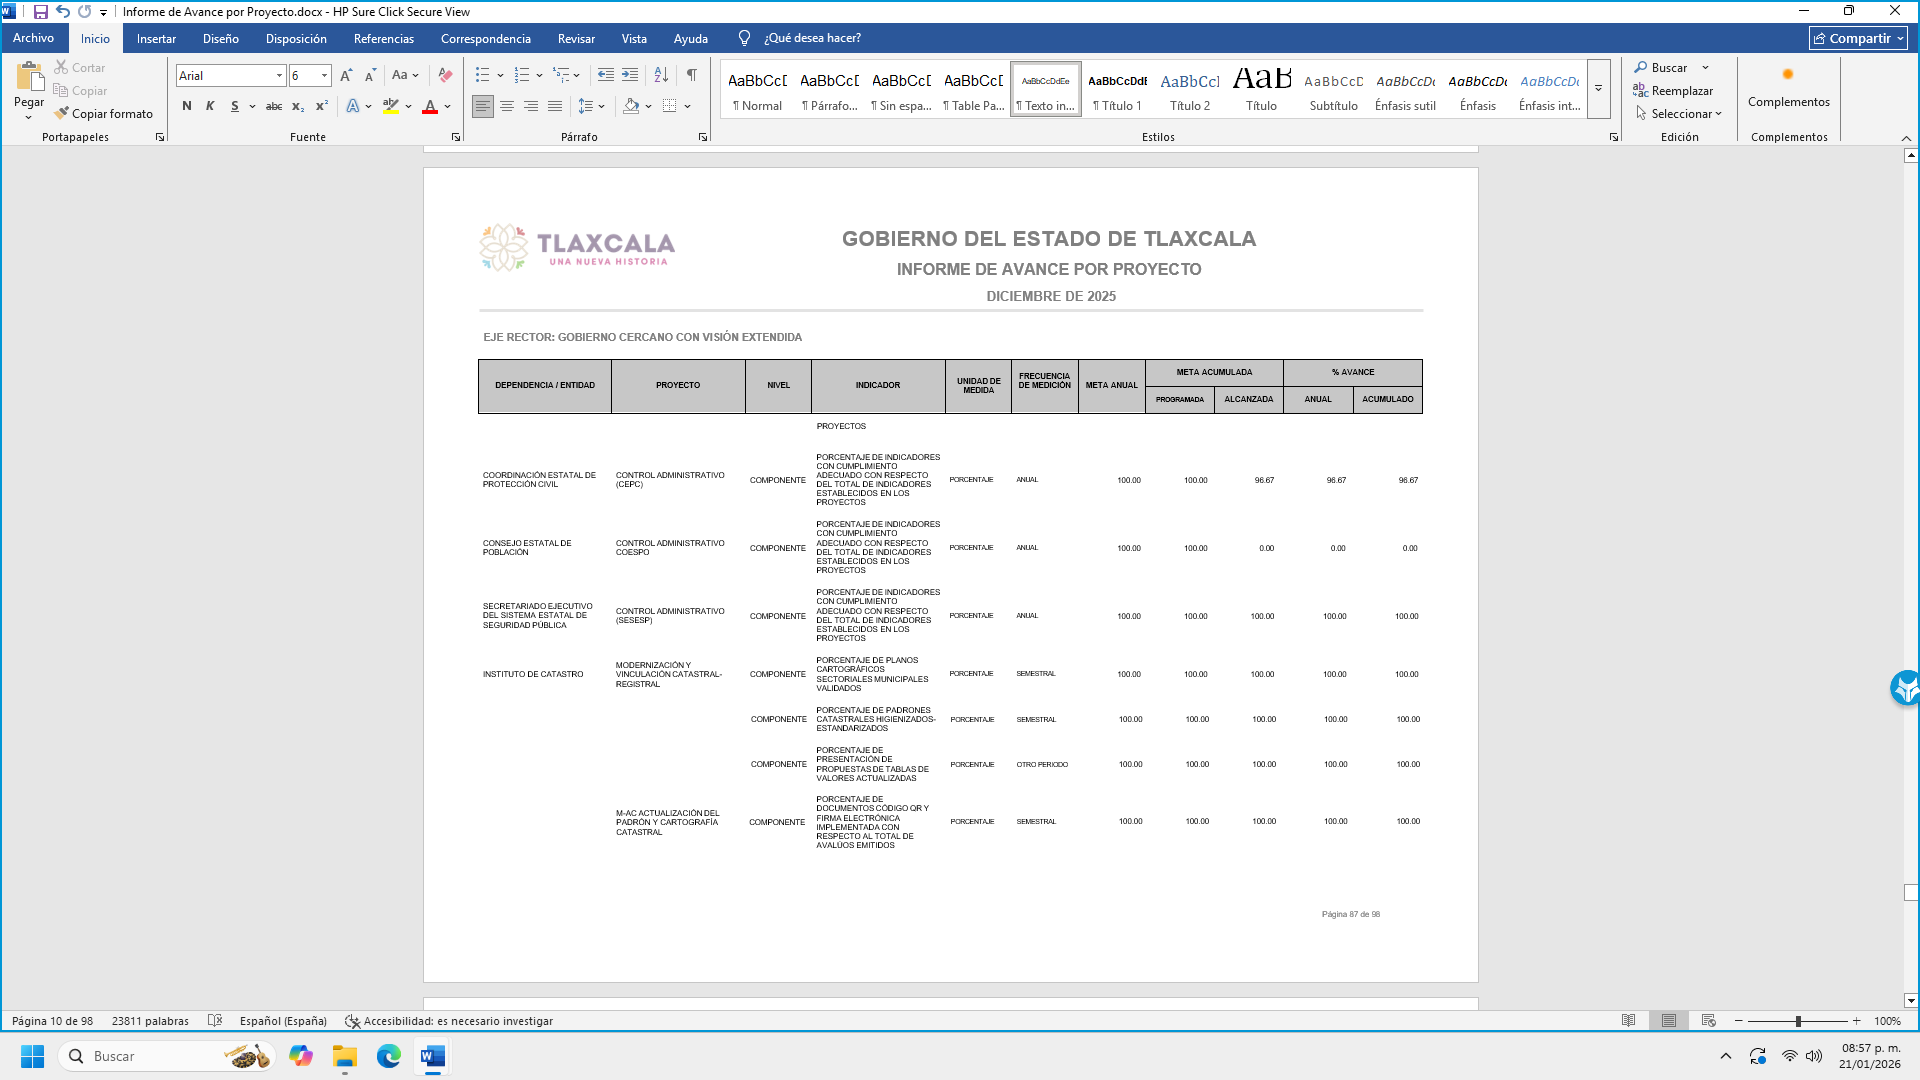 Informe de Avance por Proyecto.docx - HP Sure Click Secure View
Archivo Inicio Insertar Diseño Disposición Referencias Correspondencia Revisar Vista Ayuda ¿Qué desea hacer? Compartir
Pegar
Cortar
Copiar
Copiar formato
Portapapeles
Arial 6
Fuente
Párrafo
AaBbCcD ¶ Normal
¶ Párrafo...
¶ Sin espa...
¶ Table Pa...
¶ Texto in...
¶ Título 1
Título 2
Título
Subtítulo
Énfasis sutil
Énfasis
Énfasis int...
Estilos
Buscar
Reemplazar
Seleccionar
Edición
Complementos
Complementos
TLAXCALA
UNA NUEVA HISTORIA
GOBIERNO DEL ESTADO DE TLAXCALA
INFORME DE AVANCE POR PROYECTO
DICIEMBRE DE 2025
EJE RECTOR: GOBIERNO CERCANO CON VISIÓN EXTENDIDA
DEPENDENCIA / ENTIDAD PROYECTO NIVEL INDICADOR UNIDAD DE MEDIDA FRECUENCIA DE MEDICIÓN META ANUAL META ACUMULADA % AVANCE
PROGRAMADA ALCANZADA ANUAL ACUMULADO
PROYECTOS
COORDINACIÓN ESTATAL DE PROTECCIÓN CIVIL CONTROL ADMINISTRATIVO (CEPC) COMPONENTE PORCENTAJE DE INDICADORES CON CUMPLIMIENTO ADECUADO CON RESPECTO DEL TOTAL DE INDICADORES ESTABLECIDOS EN LOS PROYECTOS PORCENTAJE ANUAL 100.00 100.00 96.67 96.67 96.67
CONSEJO ESTATAL DE POBLACIÓN CONTROL ADMINISTRATIVO COESPO COMPONENTE PORCENTAJE DE INDICADORES CON CUMPLIMIENTO ADECUADO CON RESPECTO DEL TOTAL DE INDICADORES ESTABLECIDOS EN LOS PROYECTOS PORCENTAJE ANUAL 100.00 100.00 0.00 0.00 0.00
SECRETARIADO EJECUTIVO DEL SISTEMA ESTATAL DE SEGURIDAD PÚBLICA CONTROL ADMINISTRATIVO (SESESP) COMPONENTE PORCENTAJE DE INDICADORES CON CUMPLIMIENTO ADECUADO CON RESPECTO DEL TOTAL DE INDICADORES ESTABLECIDOS EN LOS PROYECTOS PORCENTAJE ANUAL 100.00 100.00 100.00 100.00 100.00
INSTITUTO DE CATASTRO MODERNIZACIÓN Y VINCULACIÓN CATASTRAL-REGISTRAL COMPONENTE PORCENTAJE DE PLANOS CARTOGRÁFICOS SECTORIALES MUNICIPALES VALIDADOS PORCENTAJE SEMESTRAL 100.00 100.00 100.00 100.00 100.00
COMPONENTE PORCENTAJE DE PADRONES CATASTRALES HIGIENIZADOS-ESTANDARIZADOS PORCENTAJE SEMESTRAL 100.00 100.00 100.00 100.00 100.00
COMPONENTE PORCENTAJE DE PRESENTACIÓN DE PROPUESTAS DE TABLAS DE VALORES ACTUALIZADAS PORCENTAJE OTRO PERIODO 100.00 100.00 100.00 100.00 100.00
M-AC ACTUALIZACIÓN DEL PADRÓN Y CARTOGRAFÍA CATASTRAL COMPONENTE PORCENTAJE DE DOCUMENTOS CÓDIGO QR Y FIRMA ELECTRÓNICA IMPLEMENTADA CON RESPECTO AL TOTAL DE AVALÚOS EMITIDOS PORCENTAJE SEMESTRAL 100.00 100.00 100.00 100.00 100.00
Página 87 de 98
Página 10 de 98 23811 palabras Español (España) Accesibilidad: es necesario investigar 100%
Buscar
08:57 p. m.
21/01/2026